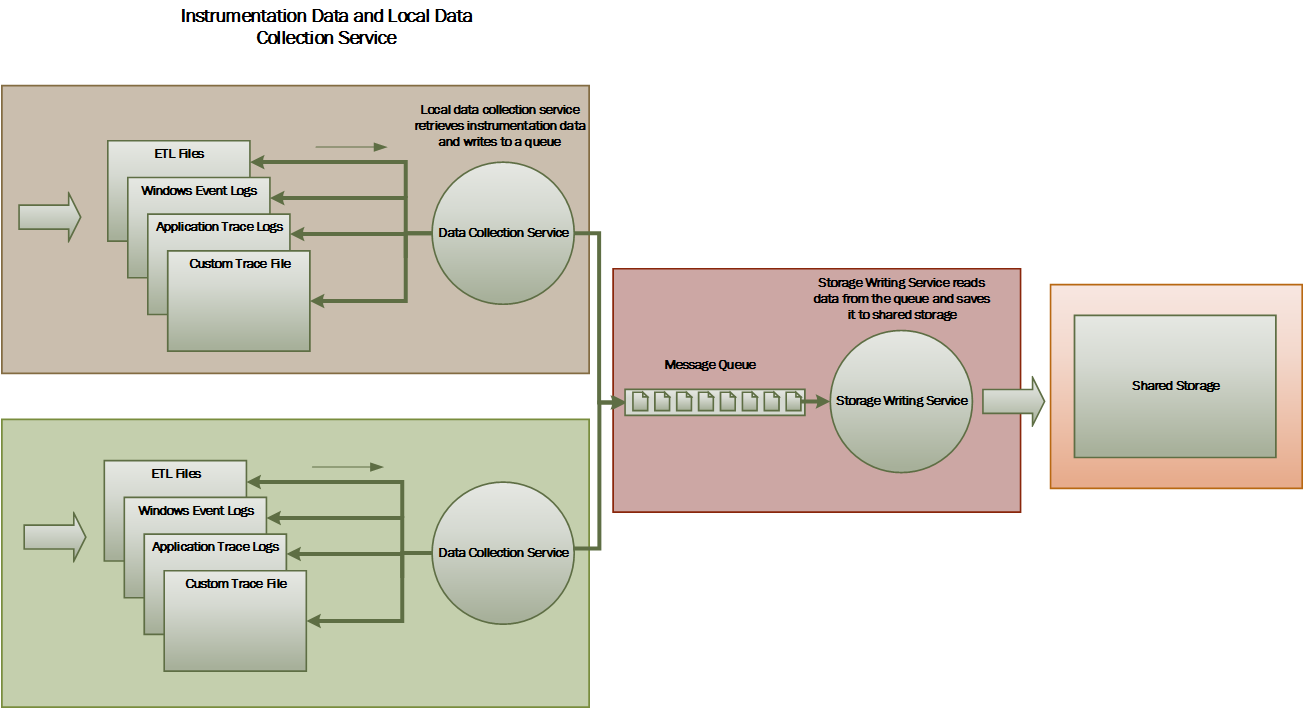 Instrumentation Data and Local Data
Collection Service
Local data collection service
retrieves instrumentation data
and writes to a queue
ETL Files
Windows Event Logs
Application Trace Logs
Custom Trace File
Data Collection Service
Storage Writing Service reads
data from the queue and saves
it to shared storage
Message Queue
Storage Writing Service
Shared Storage
ETL Files
Windows Event Logs
Application Trace Logs
Custom Trace File
Data Collection Service